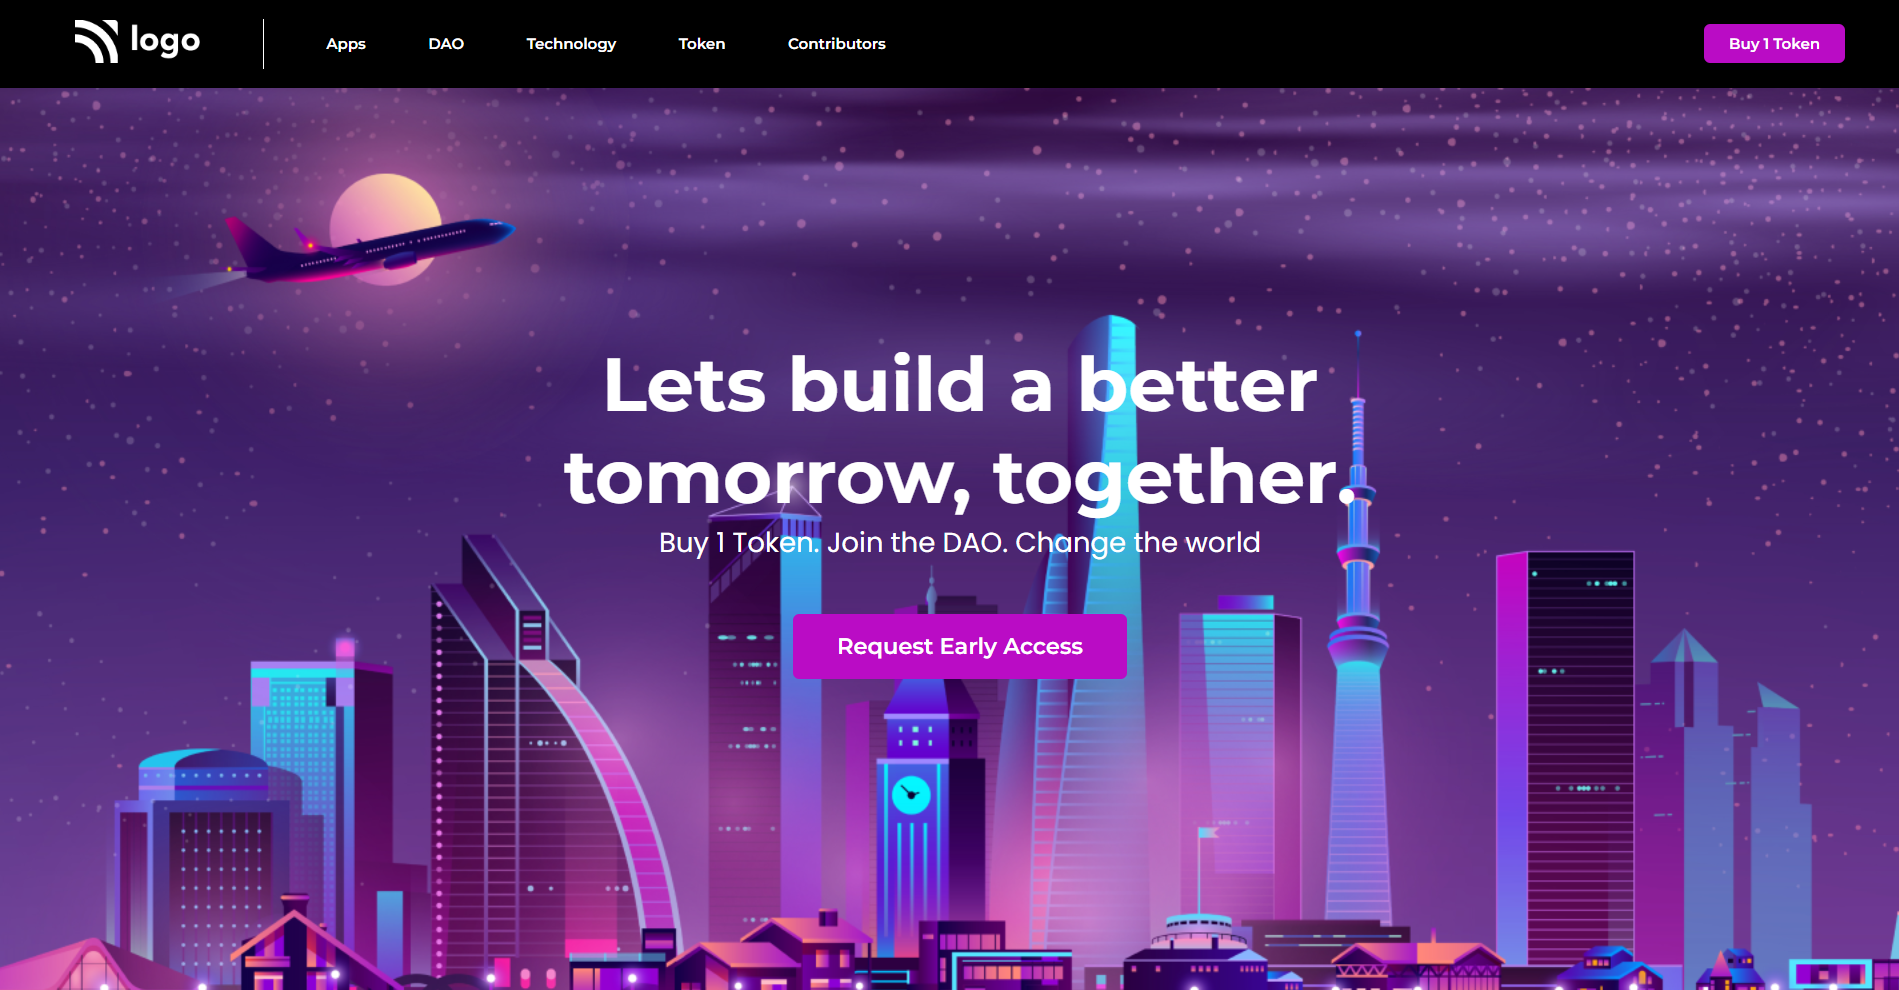 logo
Apps DAO Technology Token Contributors
Buy 1 Token
Lets build a better
tomorrow, together.
Buy 1 Token. Join the DAO. Change the world
Request Early Access